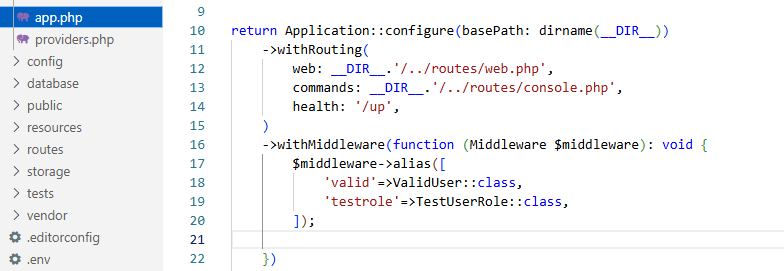 app.php
providers.php
config
database
public
resources
routes
storage
tests
vendor
.editorconfig
.env
9
10 return Application::configure(basePath: dirname(__DIR__))
11 ->withRouting(
12 web: __DIR__.'/../routes/web.php',
13 commands: __DIR__.'/../routes/console.php',
14 health: '/up',
15 )
16 ->withMiddleware(function (Middleware $middleware): void {
17 $middleware->alias([
18 'valid'=>ValidUser::class,
19 'testrole'=>TestUserRole::class,
20 ]);
21
22 })